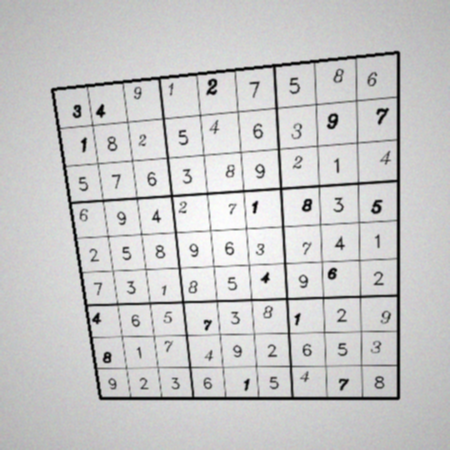 3 4 9 1 2 7 5 8 6
1 8 2 5 4 6 3 9 7
5 7 6 3 8 9 2 1 4
6 9 4 2 7 1 8 3 5
2 5 8 9 6 3 7 4 1
7 3 1 8 5 4 9 6 2
4 6 5 7 3 8 1 2 9
8 1 7 4 9 2 6 5 3
9 2 3 6 1 5 4 7 8